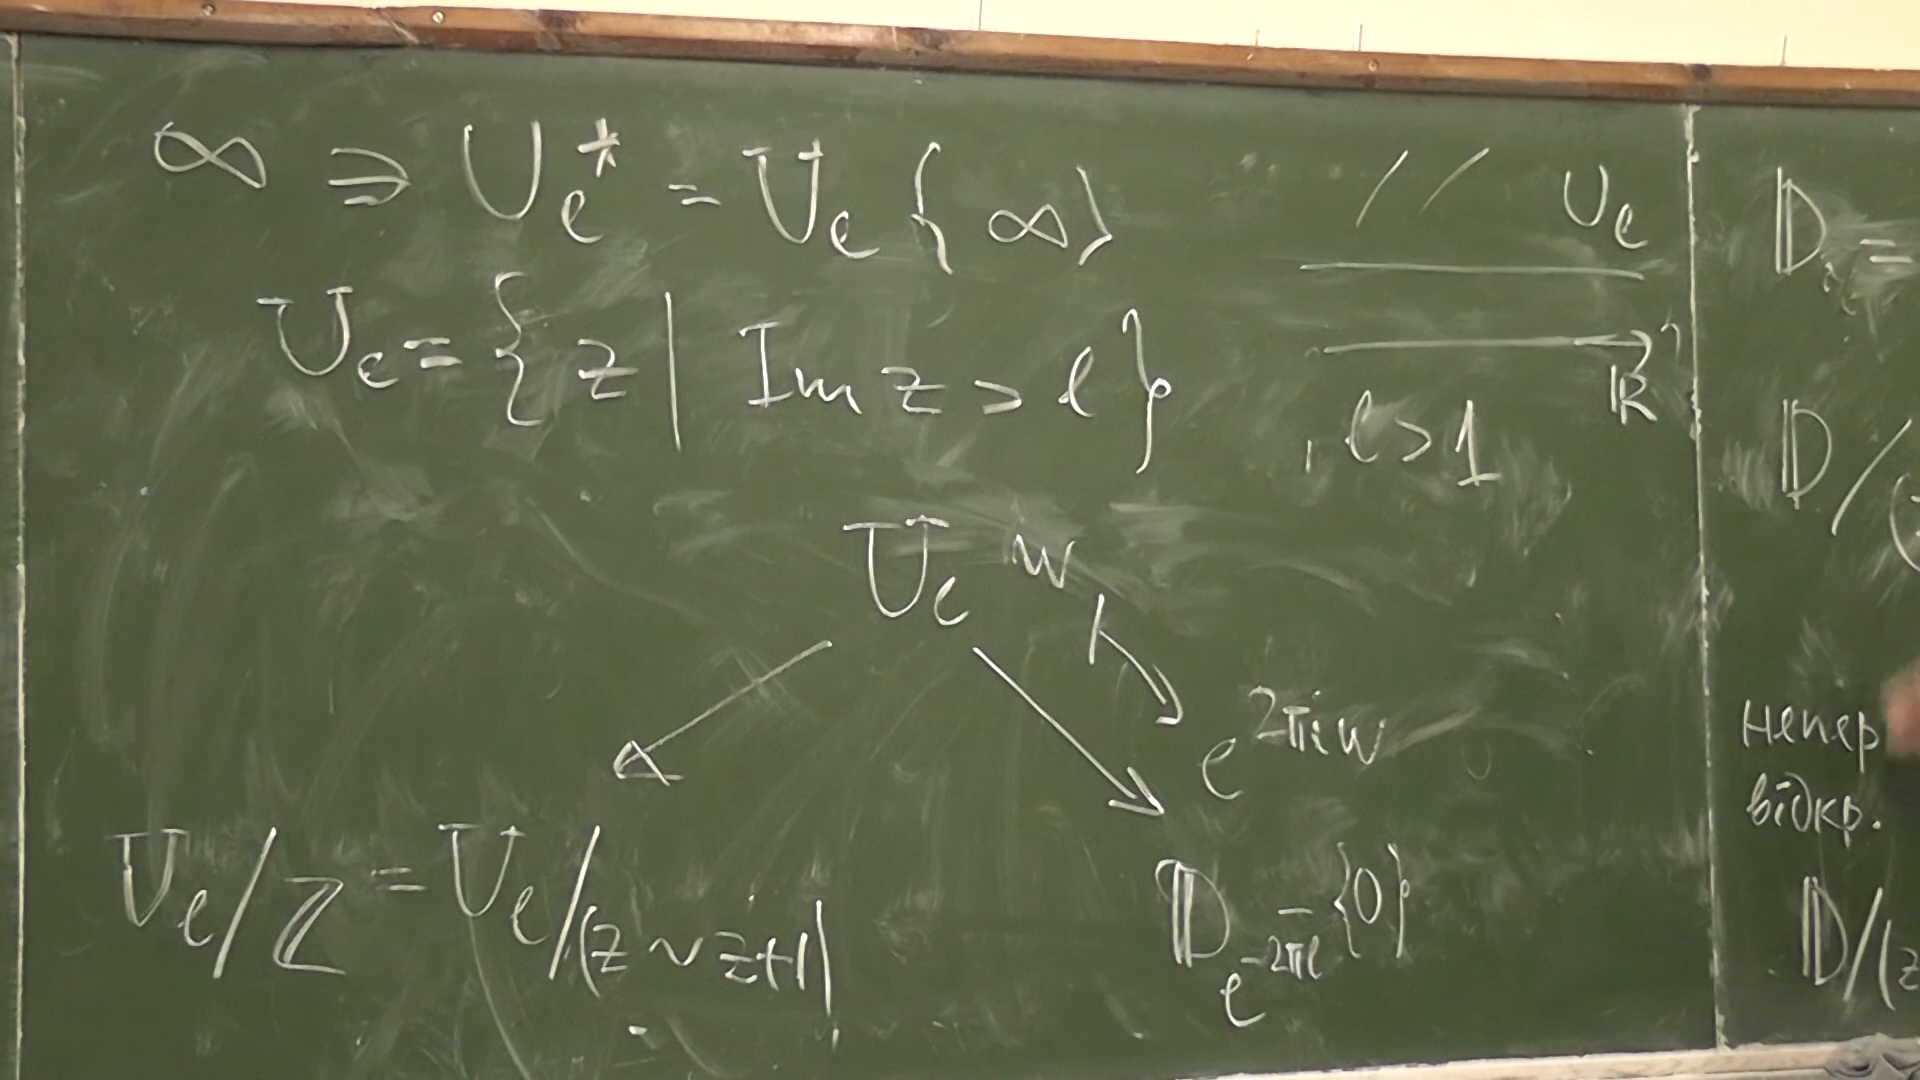 ∞ ∋ U_e^* = U_e { ∞ }
U_e
U_e = { z | Im z > e }
ℝ
, e > 1
U_e w
e^{2πiw}
U_e / ℤ = U_e / (z ~ z+1)
𝔻_{e^{-2πe}} - {0}
𝔻 =
𝔻 /
непер
відкр.
𝔻 / (z